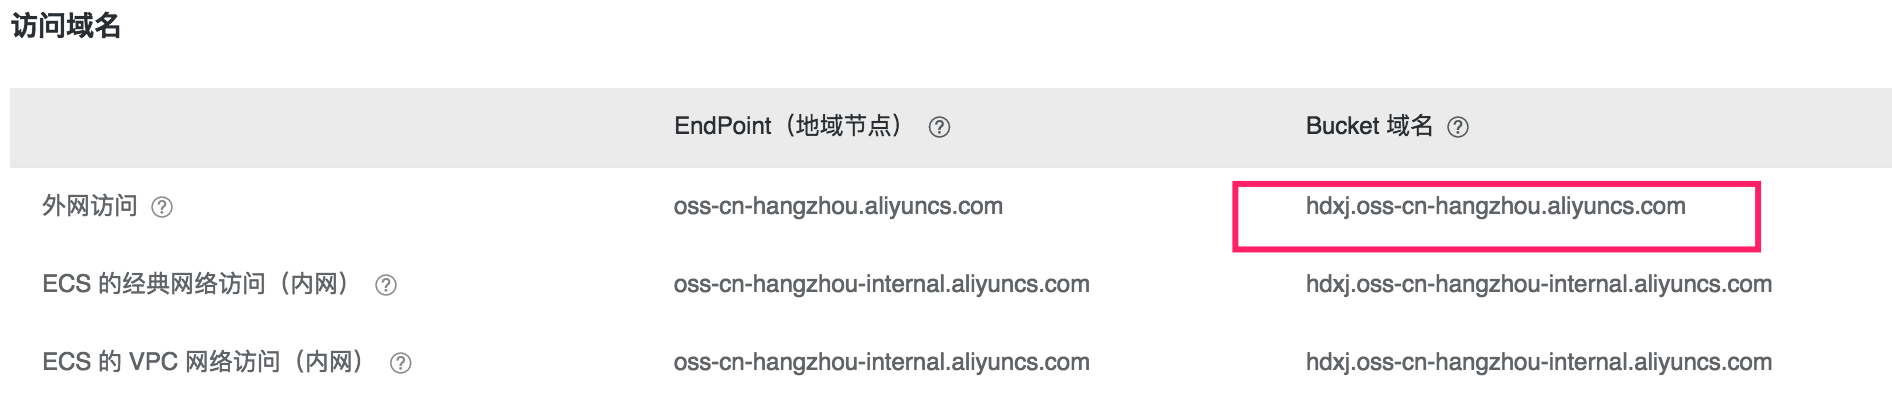 访问域名
EndPoint（地域节点） Bucket 域名
外网访问 oss-cn-hangzhou.aliyuncs.com hdxj.oss-cn-hangzhou.aliyuncs.com
ECS 的经典网络访问（内网） oss-cn-hangzhou-internal.aliyuncs.com hdxj.oss-cn-hangzhou-internal.aliyuncs.com
ECS 的 VPC 网络访问（内网） oss-cn-hangzhou-internal.aliyuncs.com hdxj.oss-cn-hangzhou-internal.aliyuncs.com